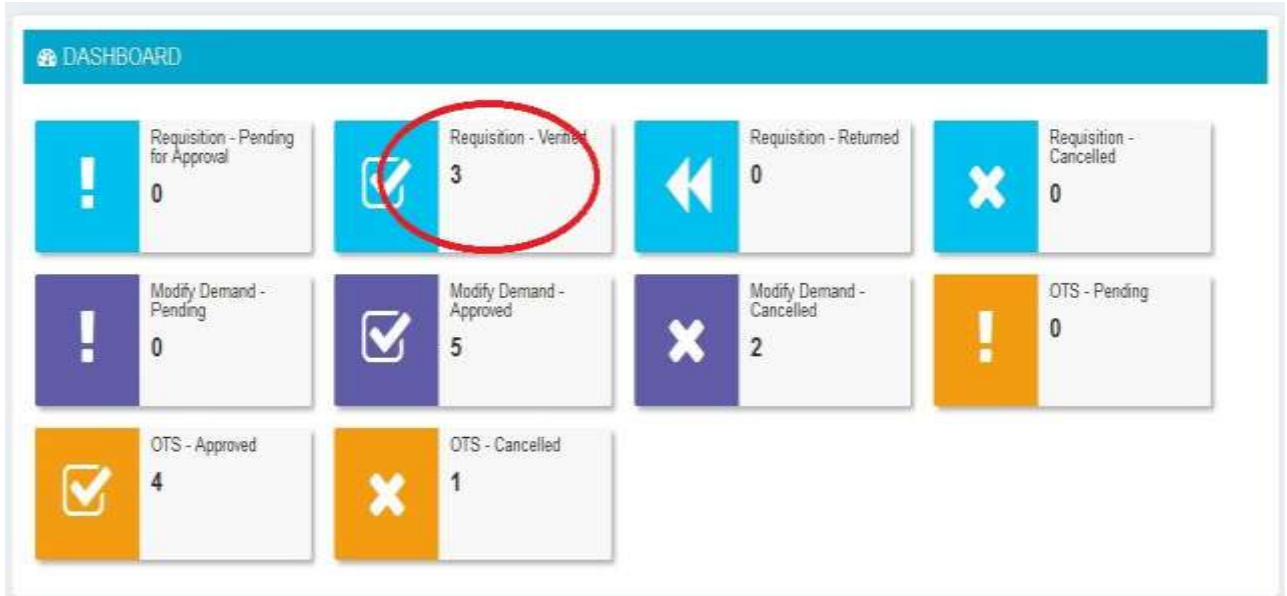 DASHBOARD
Requisition - Pending
for Approval
0
Requisition - Verified
3
Requisition - Returned
0
Requisition -
Cancelled
0
Modify Demand -
Pending
0
Modify Demand -
Approved
5
Modify Demand -
Cancelled
2
OTS - Pending
0
OTS - Approved
4
OTS - Cancelled
1